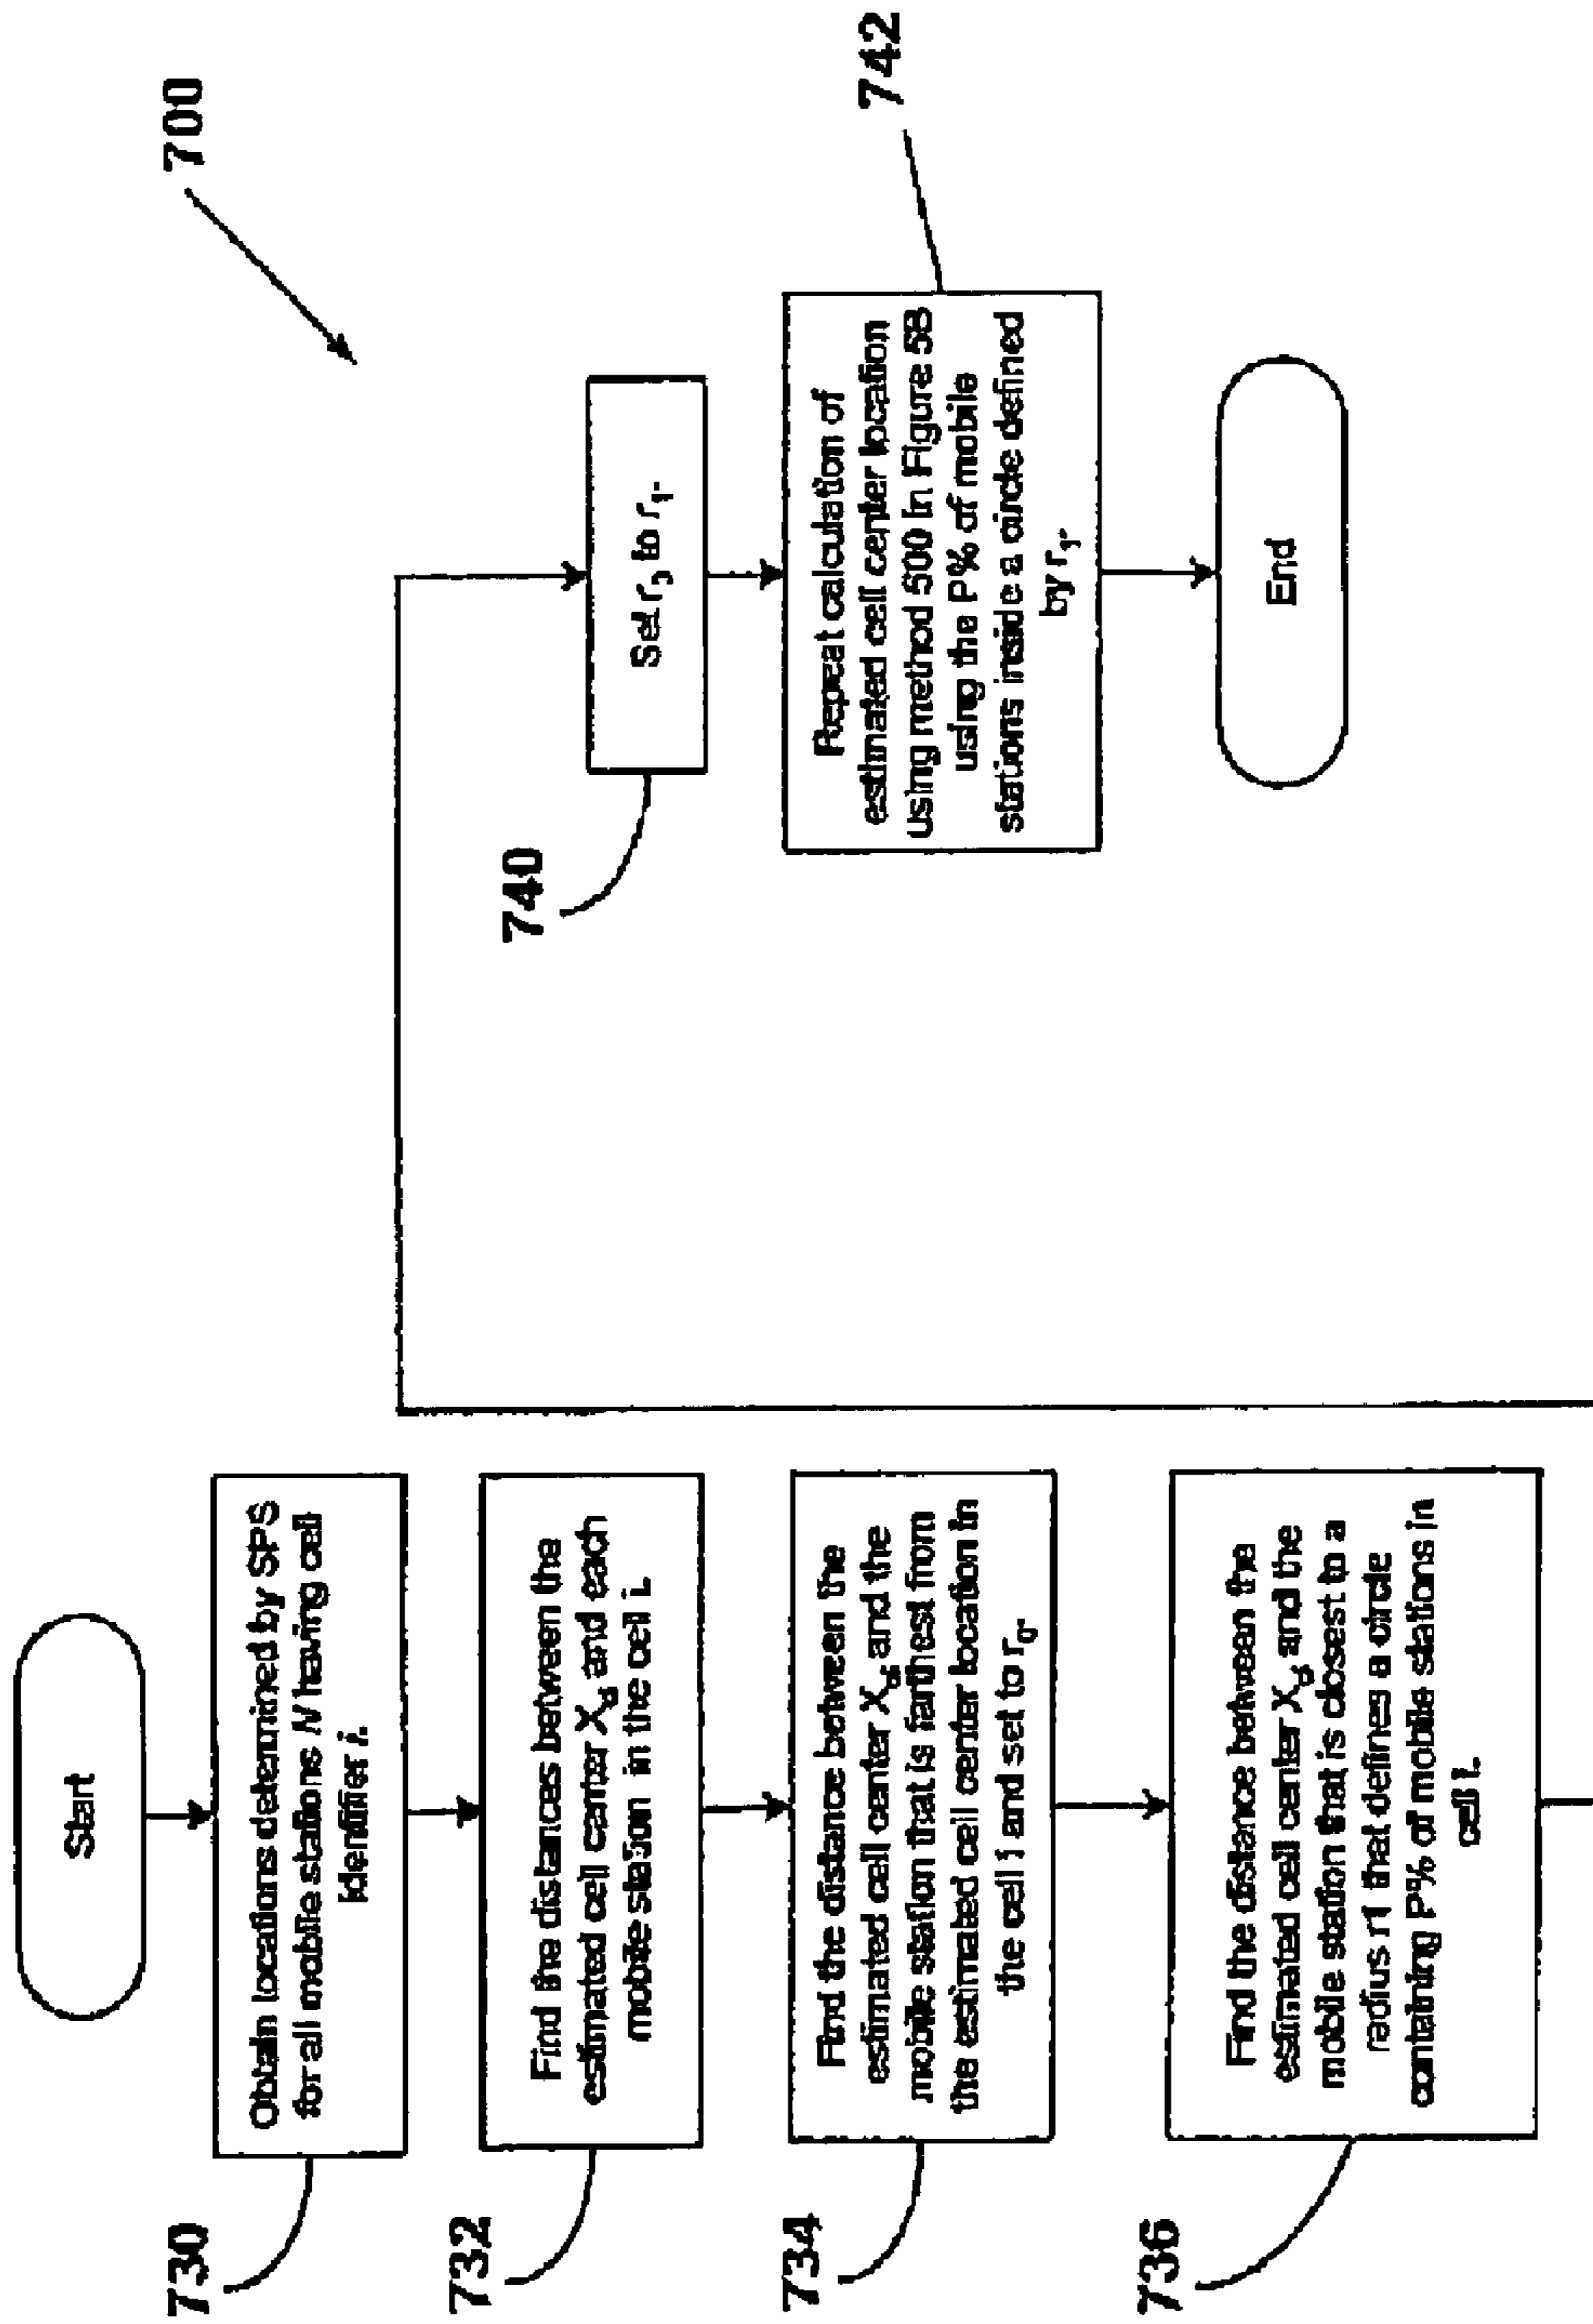 700
Start
730
Obtain locations determined by SPS
for all mobile stations N having cell
identifier i.
732
Find the distances between the
estimated cell center X_ci and each
mobile station in the cell i.
734
Find the distance between the
estimated cell center X_ci and the
mobile station that is farthest from
the estimated cell center location in
the cell i and set to r₀.
736
Find the distance between the
estimated cell center X_ci and the
mobile station that is closest to a
radius r1 that defines a circle
containing P% of mobile stations in
cell i.
740
Set to r₁.
742
Repeat calculation of
estimated cell center location
using method 500 in Figure 5B
using the P% of mobile
stations inside a circle defined
by r₁.
End